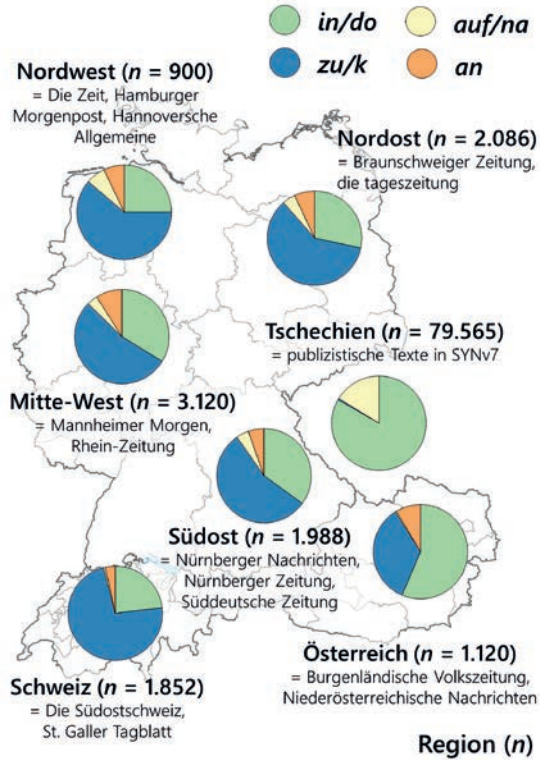 in/do
auf/na
zu/k
an
Nordwest (n = 900)
= Die Zeit, Hamburger
Morgenpost, Hannoversche
Allgemeine
Nordost (n = 2.086)
= Braunschweiger Zeitung,
die tageszeitung
Tschechien (n = 79.565)
= publizistische Texte in SYNv7
Mitte-West (n = 3.120)
= Mannheimer Morgen,
Rhein-Zeitung
Südost (n = 1.988)
= Nürnberger Nachrichten,
Nürnberger Zeitung,
Süddeutsche Zeitung
Österreich (n = 1.120)
= Burgenländische Volkszeitung,
Niederösterreichische Nachrichten
Schweiz (n = 1.852)
= Die Südostschweiz,
St. Galler Tagblatt
Region (n)